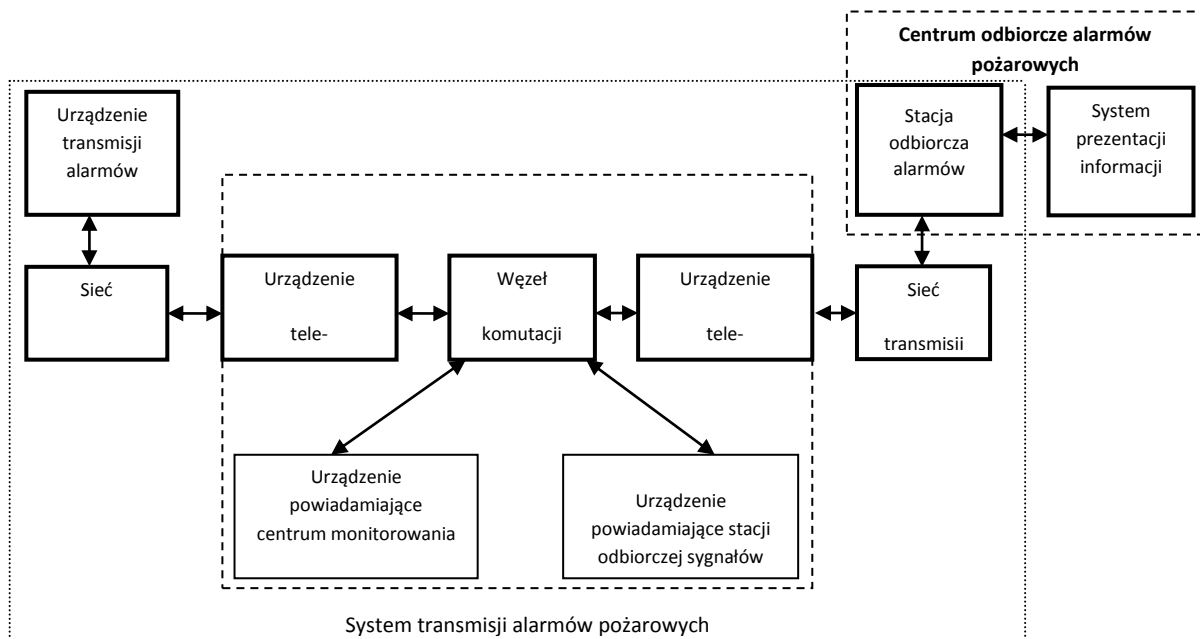 Centrum odbiorcze alarmów
pożarowych
Urządzenie
transmisji
alarmów
Stacja
odbiorcza
alarmów
System
prezentacji
informacji
Sieć
Urządzenie
tele-
Węzeł
komutacji
Urządzenie
tele-
Sieć
transmisii
Urządzenie
powiadamiające
centrum monitorowania
Urządzenie
powiadamiające stacji
odbiorczej sygnałów
System transmisji alarmów pożarowych